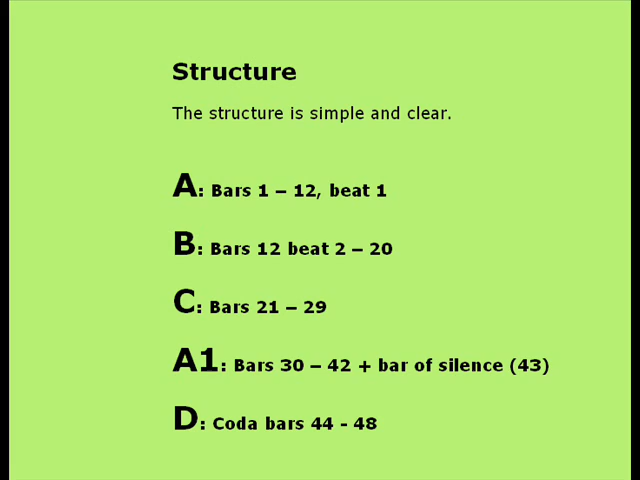 Structure
The structure is simple and clear.
A: Bars 1 – 12, beat 1
B: Bars 12 beat 2 – 20
C: Bars 21 – 29
A1: Bars 30 – 42 + bar of silence (43)
D: Coda bars 44 - 48